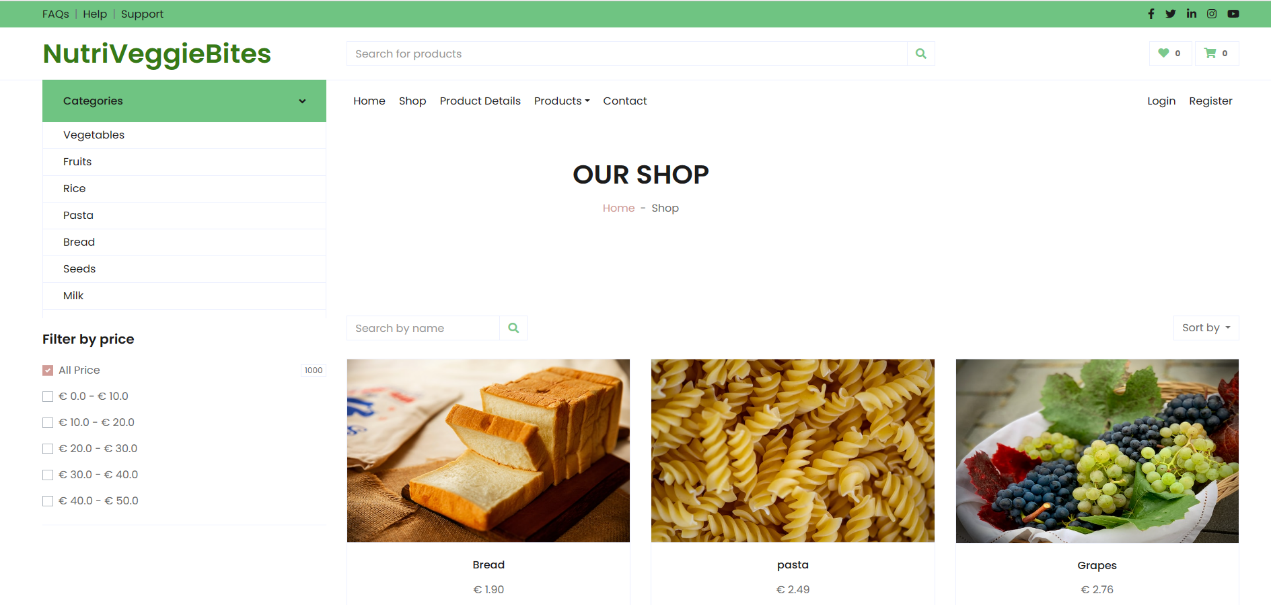 FAQs | Help | Support
NutriVeggieBites
Search for products
0
0
Categories
Home Shop Product Details Products Contact
Login Register
Vegetables
Fruits
Rice
Pasta
Bread
Seeds
Milk
OUR SHOP
Home - Shop
Filter by price
All Price 1000
€ 0.0 - € 10.0
€ 10.0 - € 20.0
€ 20.0 - € 30.0
€ 30.0 - € 40.0
€ 40.0 - € 50.0
Search by name
Sort by
Bread
€ 1.90
pasta
€ 2.49
Grapes
€ 2.76